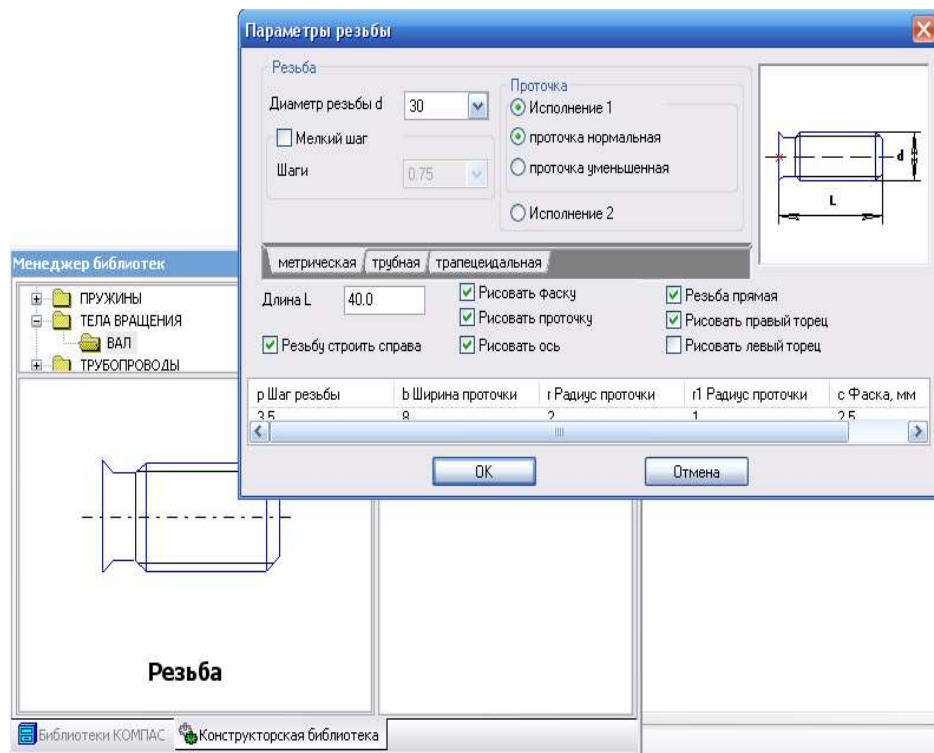 Параметры резьбы
Резьба
Диаметр резьбы d 30
Мелкий шаг
Шаги 0.75
Проточка
Исполнение 1
проточка нормальная
проточка уменьшенная
Исполнение 2
d
L
метрическая трубная трапецеидальная
Длина L 40.0
Рисовать фаску
Резьба прямая
Рисовать проточку
Рисовать правый торец
Резьбу строить справа
Рисовать ось
Рисовать левый торец
p Шаг резьбы b Ширина проточки r Радиус проточки r1 Радиус проточки c Фаска, мм
3.5 8 2 1 2.5
OK Отмена
Менеджер библиотек
ПРУЖИНЫ
ТЕЛА ВРАЩЕНИЯ
ВАЛ
ТРУБОПРОВОДЫ
Резьба
Библиотеки КОМПАС Конструкторская библиотека